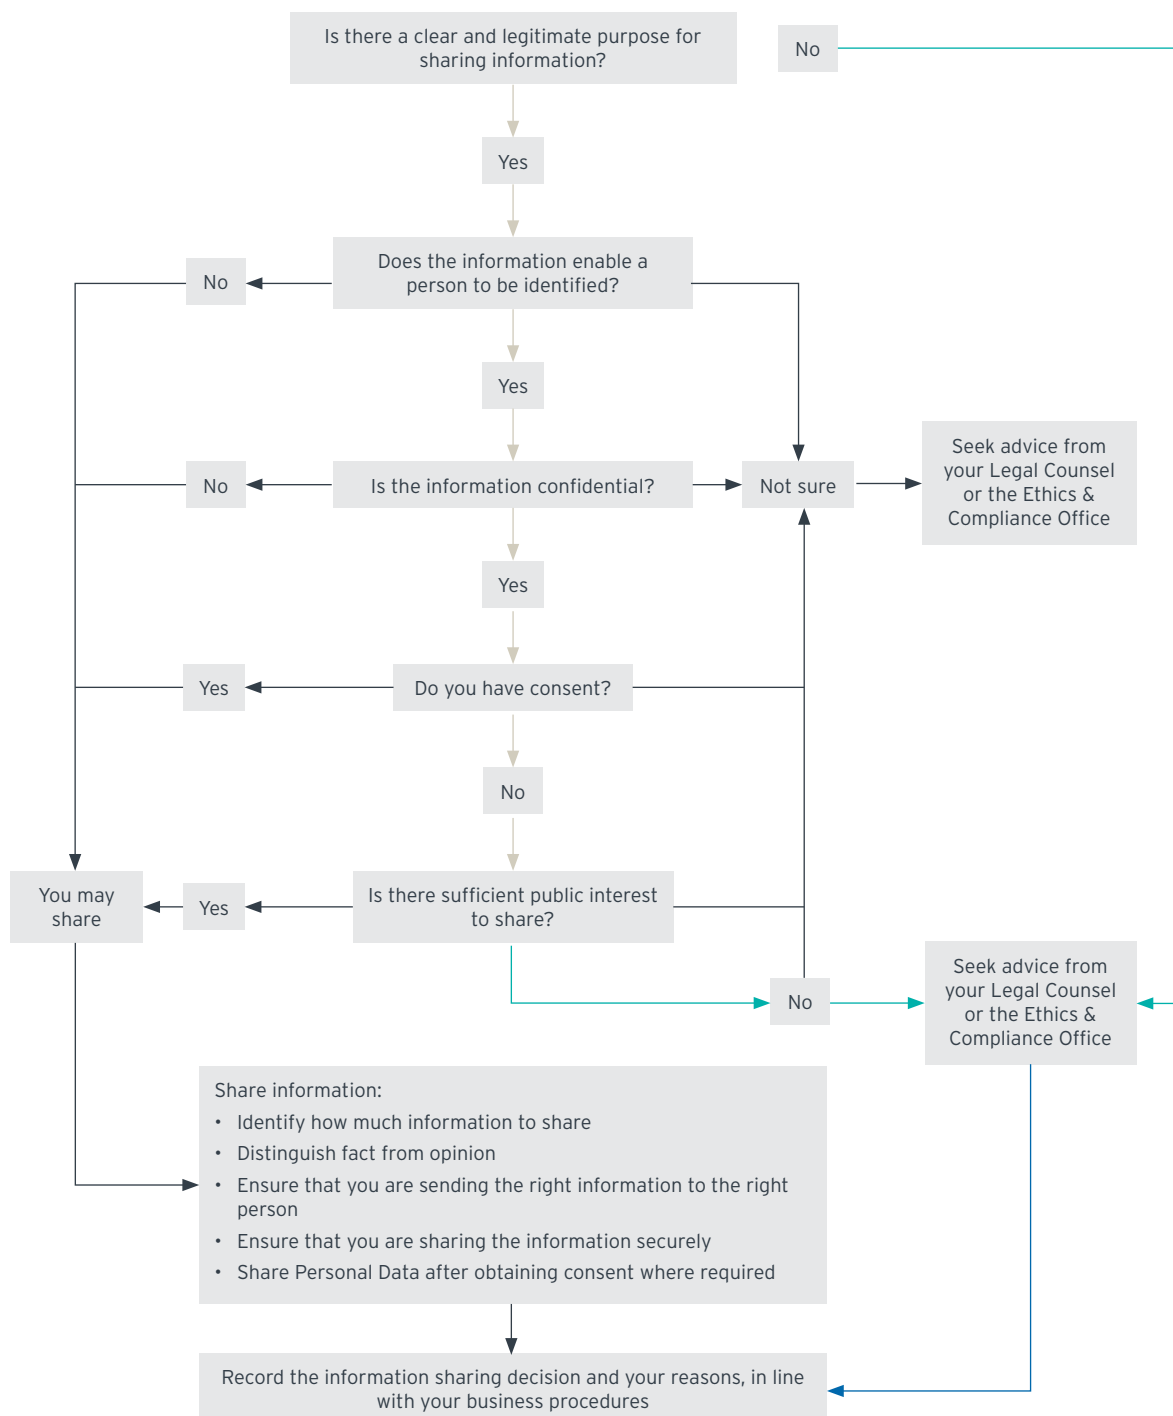 Is there a clear and legitimate purpose for
sharing information?
No
Yes
Does the information enable a
person to be identified?
No
Yes
Seek advice from
your Legal Counsel
or the Ethics &
Compliance Office
No
Is the information confidential?
Not sure
Yes
Yes
Do you have consent?
No
You may
share
Yes
Is there sufficient public interest
to share?
Seek advice from
your Legal Counsel
or the Ethics &
Compliance Office
No
Share information:
• Identify how much information to share
• Distinguish fact from opinion
• Ensure that you are sending the right information to the right
person
• Ensure that you are sharing the information securely
• Share Personal Data after obtaining consent where required
Record the information sharing decision and your reasons, in line
with your business procedures